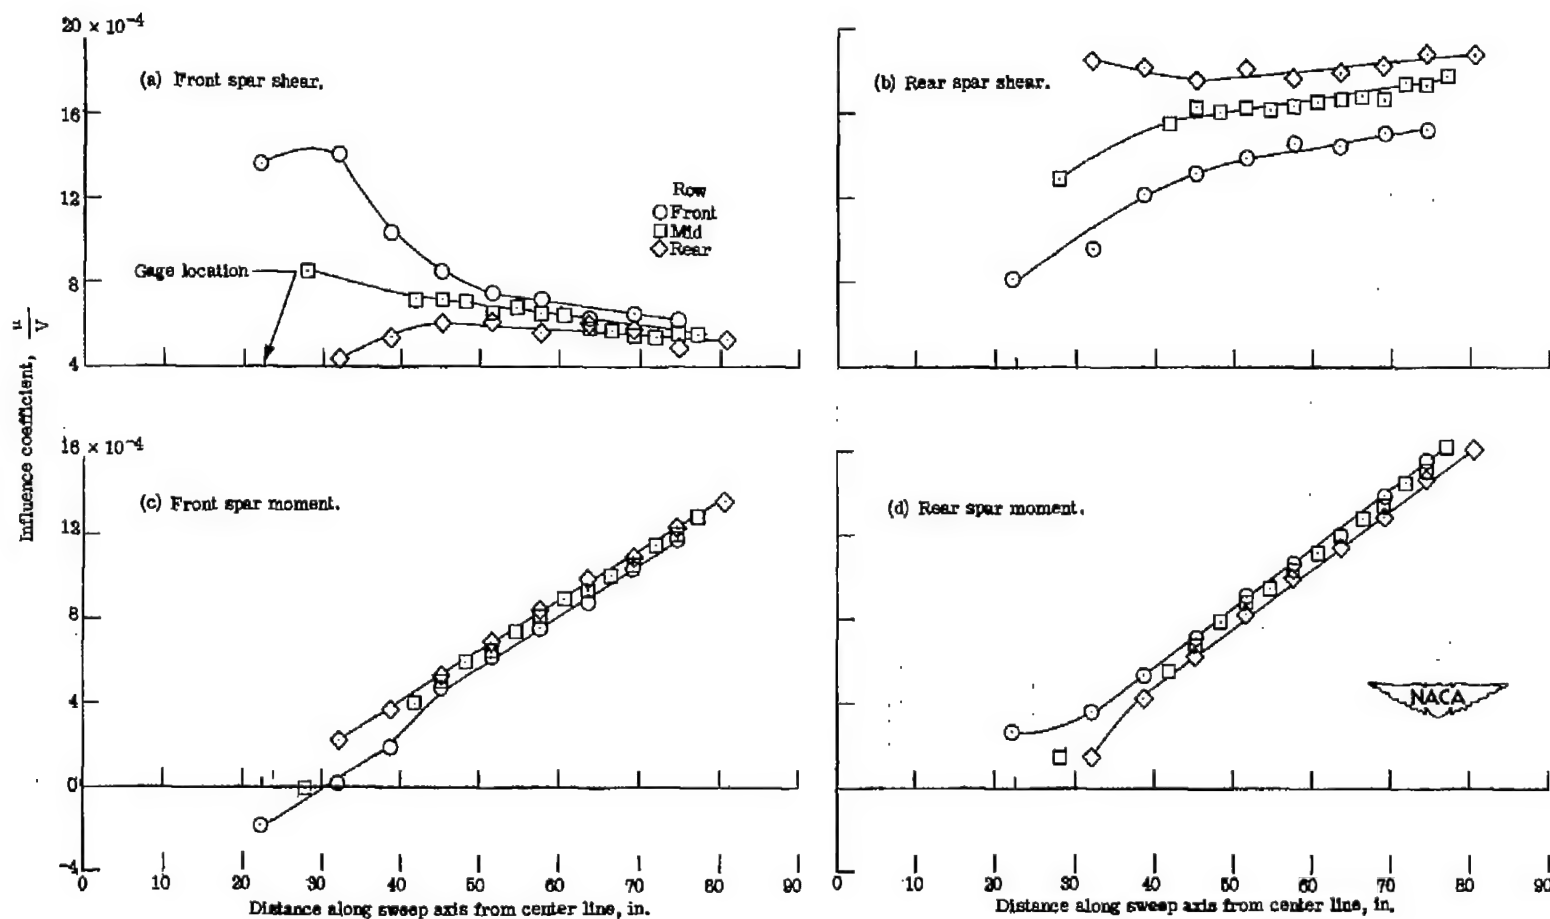 20 × 10⁻⁴
(a) Front spar shear.
(b) Rear spar shear.
16
12
Row
Front
Mid
Rear
Gage location
8
4
Influence coefficient, μ/V
16 × 10⁻⁴
(c) Front spar moment.
(d) Rear spar moment.
12
8
4
NACA
0
-4
0 10 20 30 40 50 60 70 80 90
0 10 20 30 40 50 60 70 80 90
Distance along sweep axis from center line, in.
Distance along sweep axis from center line, in.